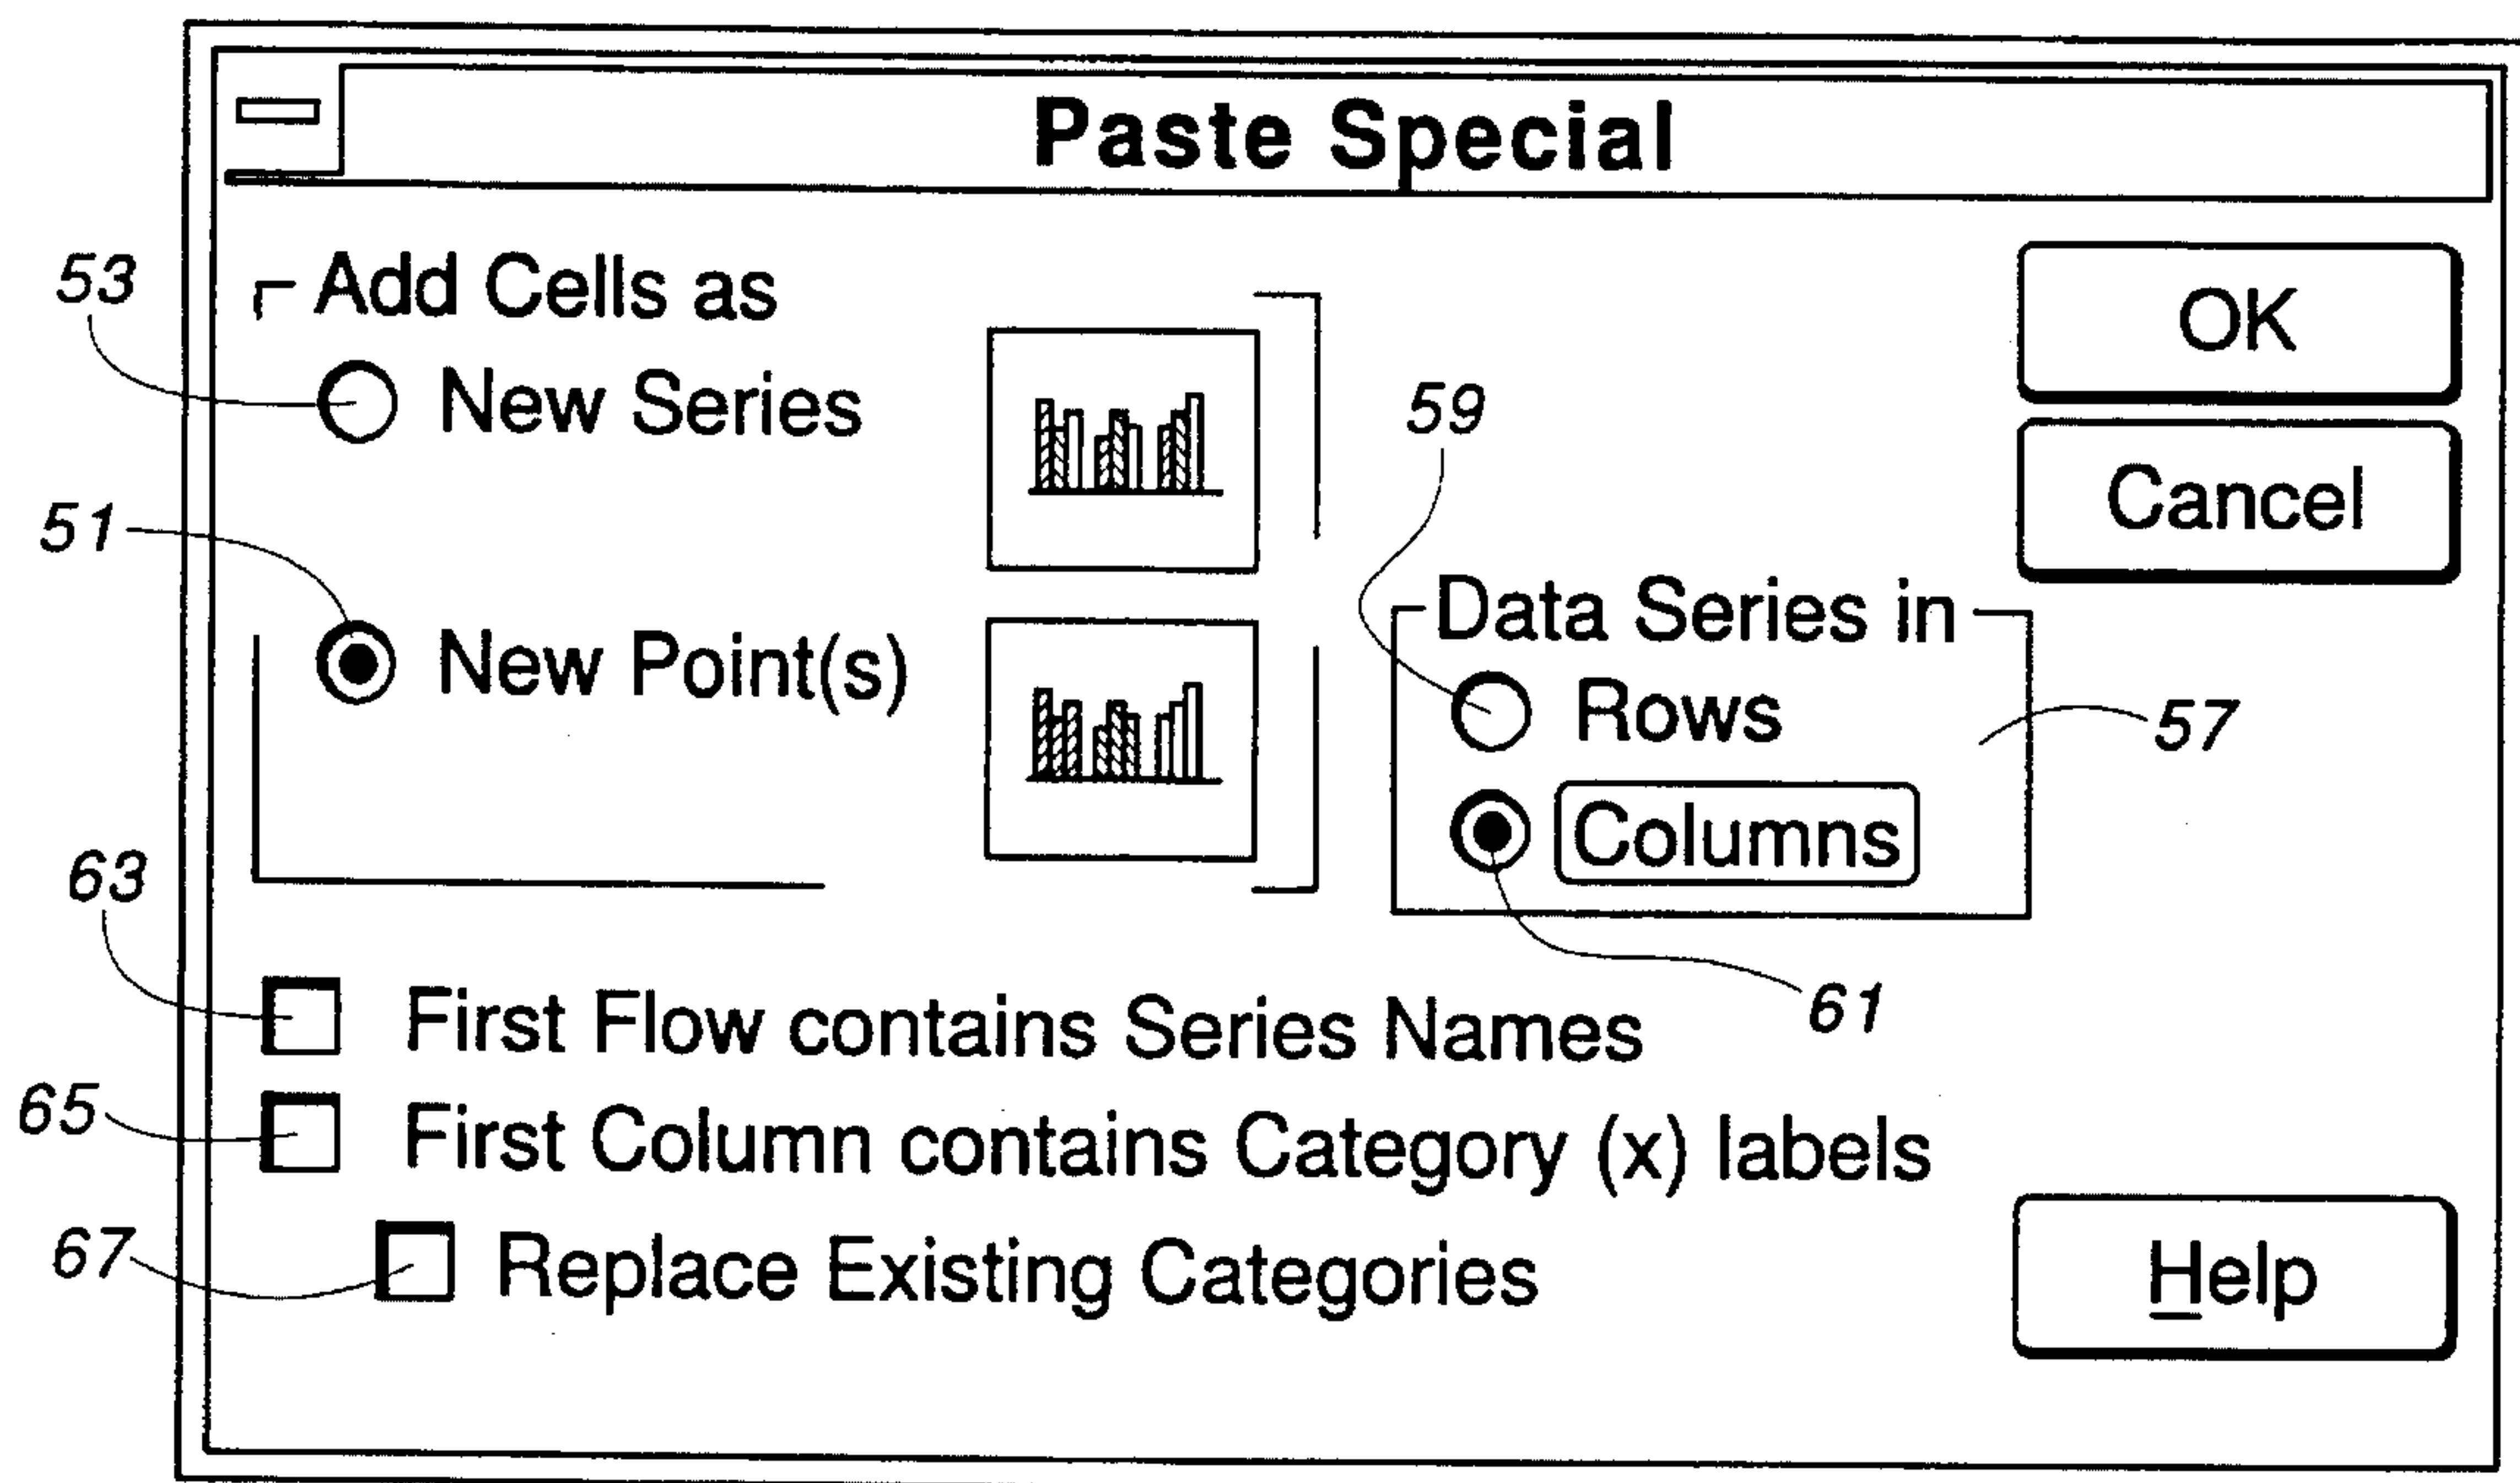 Paste Special
53
Add Cells as
OK
New Series
59
Cancel
51
Data Series in
New Point(s)
Rows
57
Columns
63
First Flow contains Series Names
61
65
First Column contains Category (x) labels
67
Replace Existing Categories
Help